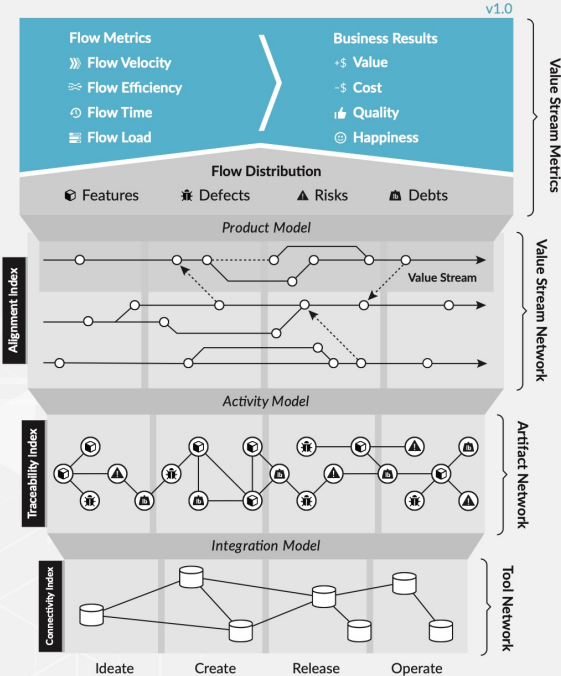 v1.0
Flow Metrics
Flow Velocity
Flow Efficiency
Flow Time
Flow Load
Business Results
+$ Value
-$ Cost
Quality
Happiness
Value Stream Metrics
Flow Distribution
Features
Defects
Risks
Debts
Product Model
Value Stream
Alignment Index
Value Stream Network
Activity Model
Traceability Index
Artifact Network
Integration Model
Connectivity Index
Tool Network
Ideate
Create
Release
Operate